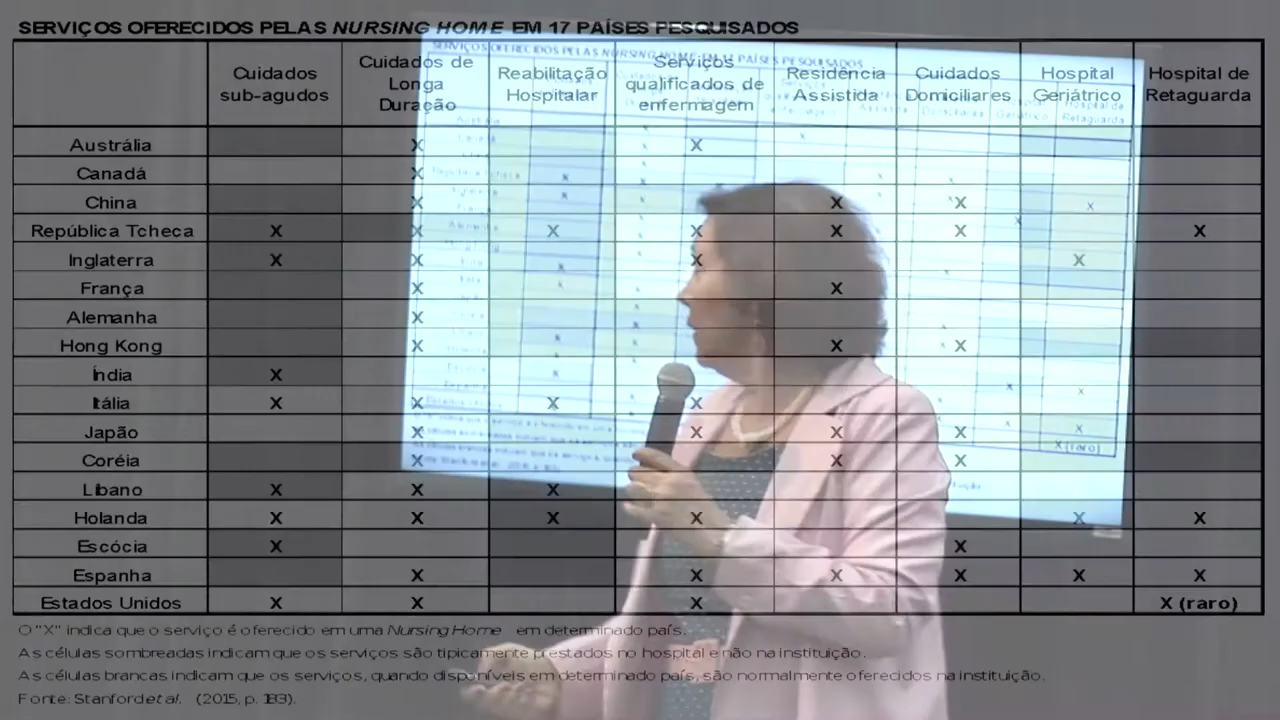 SERVIÇOS OFERECIDOS PELAS NURSING HOME EM 17 PAÍSES PESQUISADOS
Cuidados sub-agudos Cuidados de Longa Duração Reabilitação Hospitalar Serviços qualificados de enfermagem Residência Assistida Cuidados Domiciliares Hospital Geriátrico Hospital de Retaguarda
Austrália X X
Canadá X
China X X X
República Tcheca X X X X X X X
Inglaterra X X X X
França X X
Alemanha X
Hong Kong X X X
Índia X
Itália X X X X
Japão X X X X
Coréia X X X
Líbano X X X
Holanda X X X X X X
Escócia X X
Espanha X X X X X X
Estados Unidos X X X X (raro)
O "X" indica que o serviço é oferecido em uma Nursing Home em determinado país.
As células sombreadas indicam que os serviços são tipicamente prestados no hospital e não na instituição.
As células brancas indicam que os serviços, quando disponíveis em determinado país, são normalmente oferecidos na instituição.
Fonte: Stanford et al. (2015, p. 183).